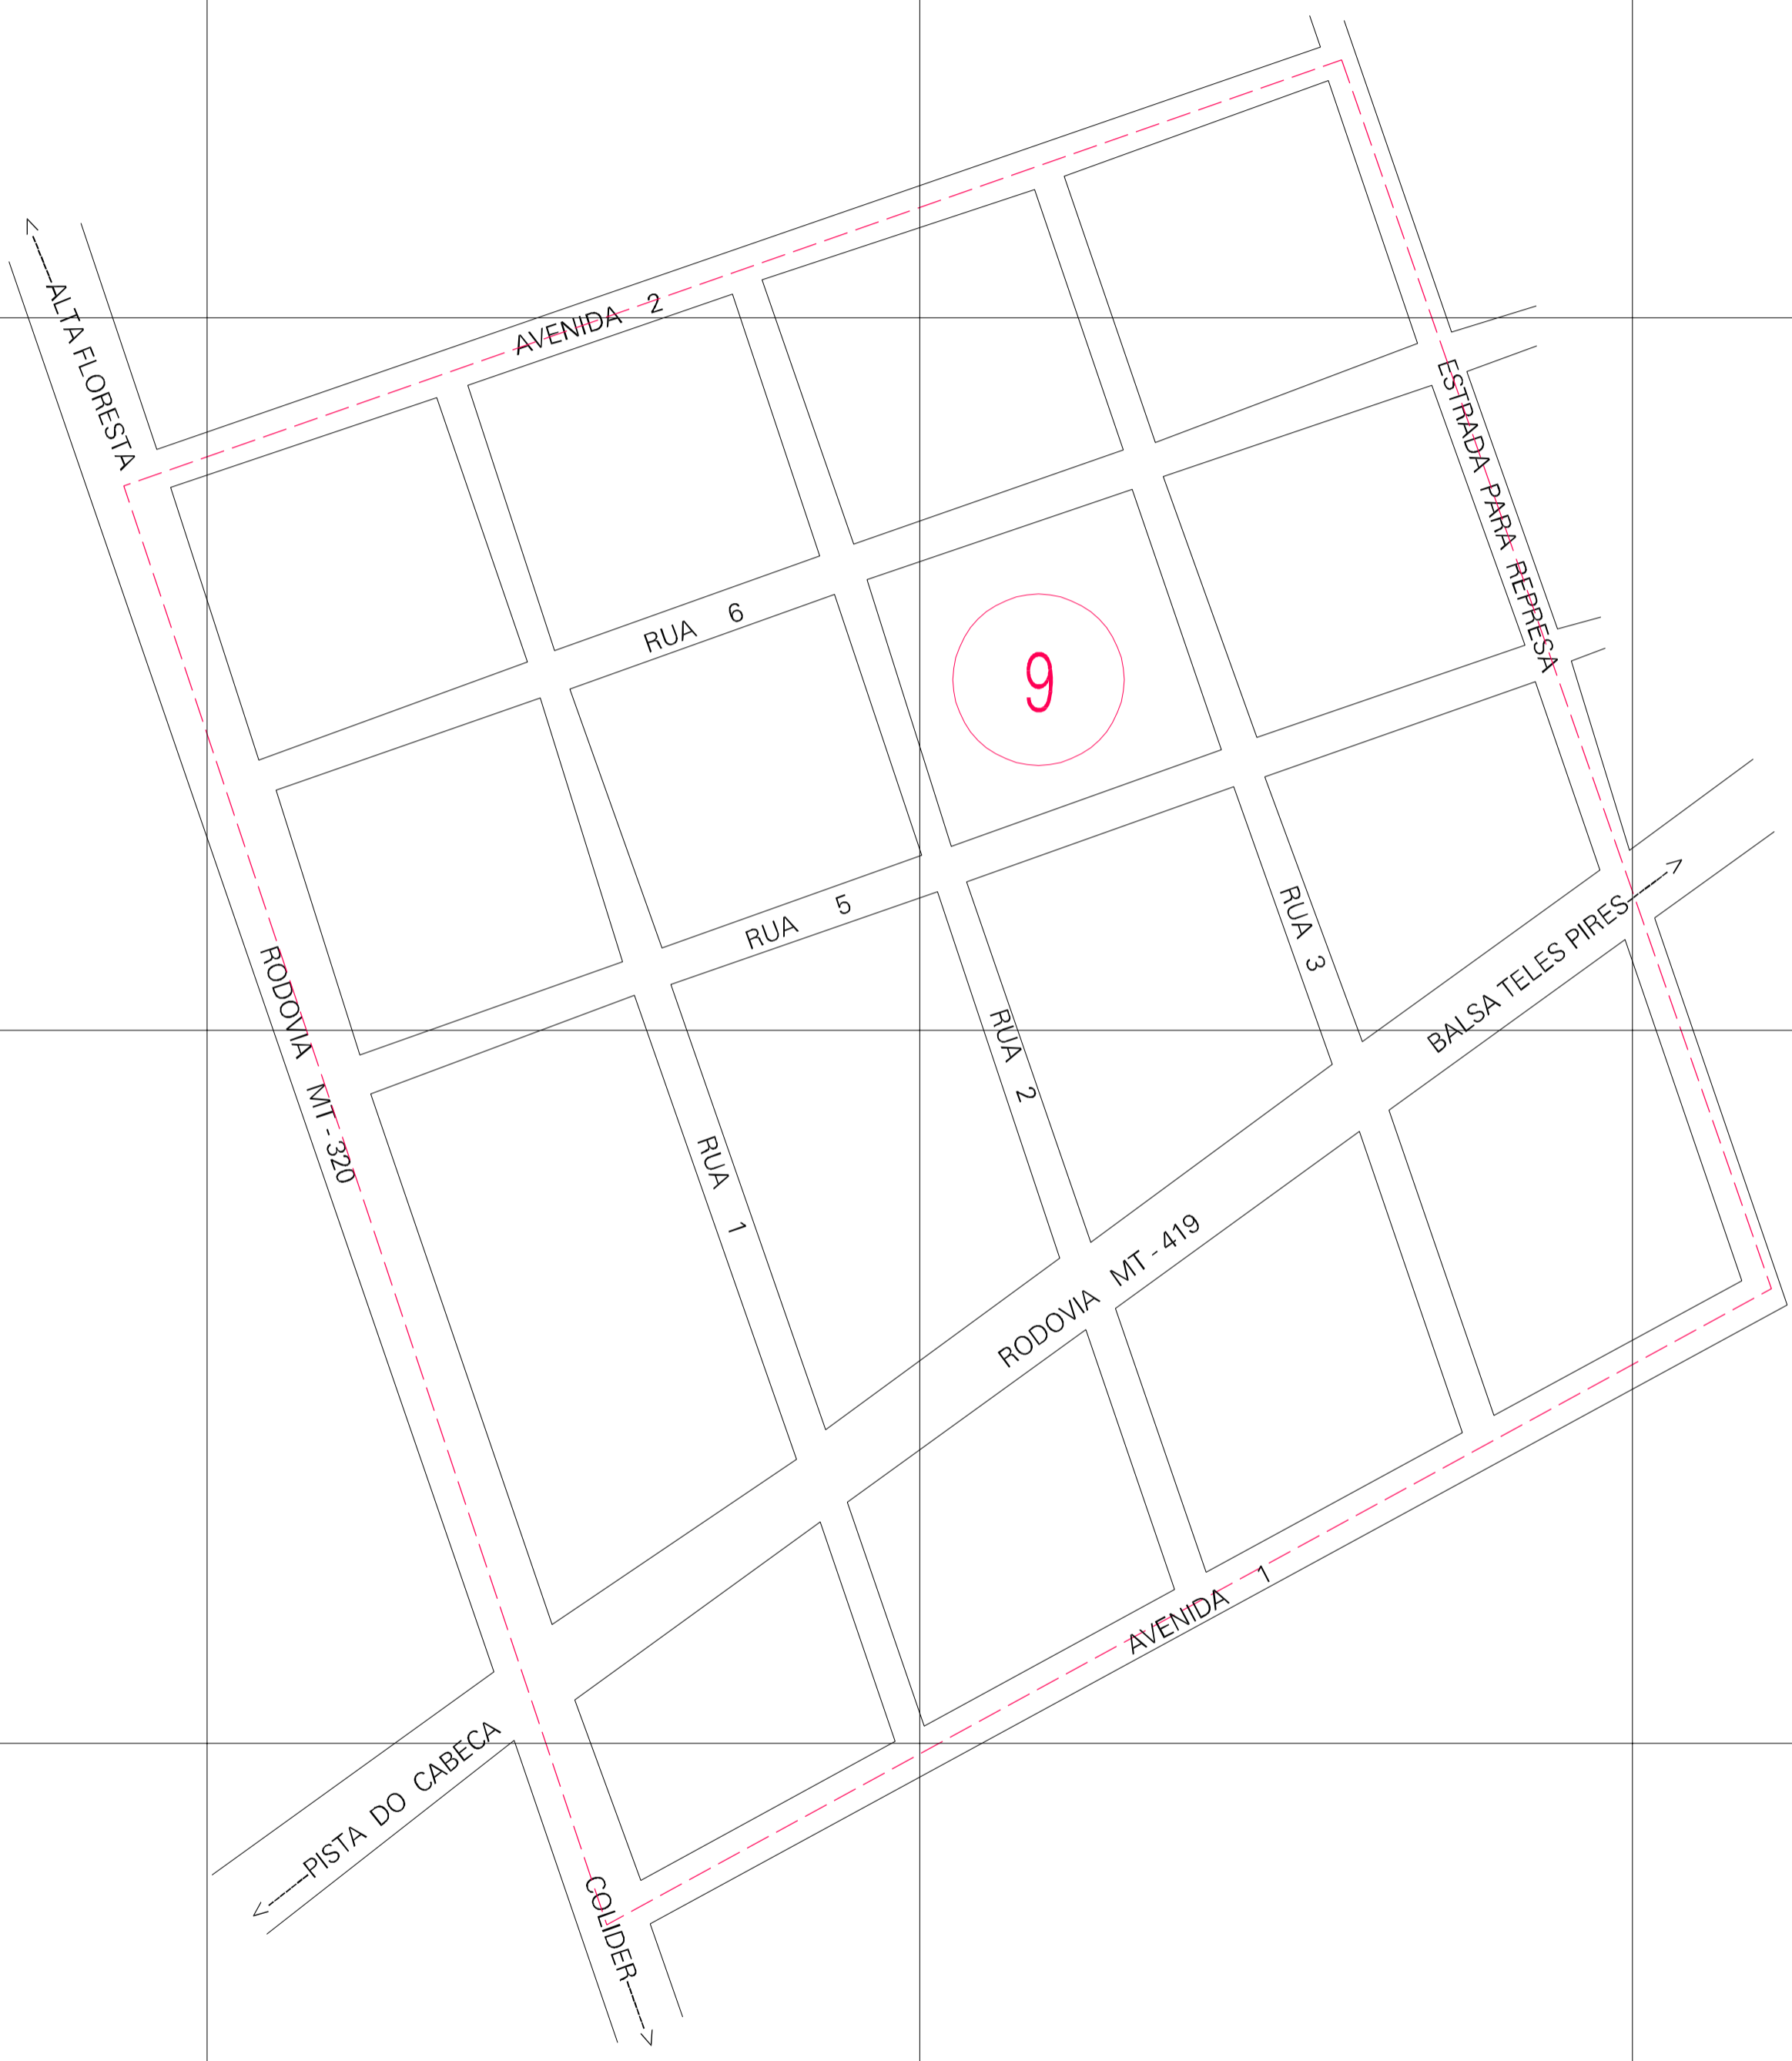 AVENIDA 2
ALTA FLORESTA
ESTRADA PARA REPRESA
RUA 6
9
RUA 5
RUA 3
BALSA TELES PIRES
RODOVIA MT - 320
RUA 2
RUA 1
RODOVIA MT - 419
AVENIDA 1
PISTA DO CABECA
COLIDER